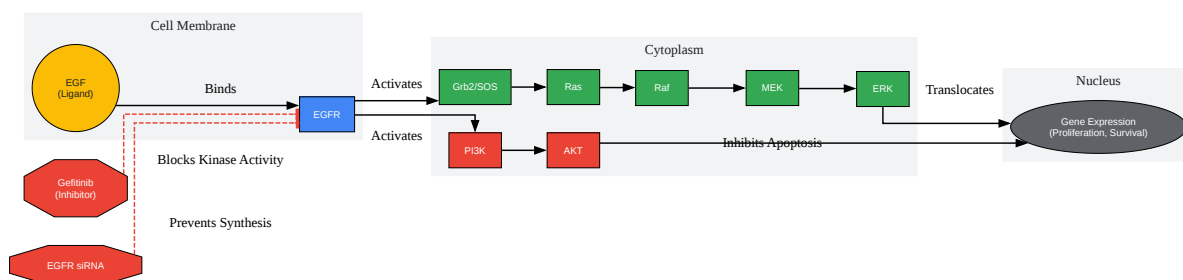 Cell Membrane
EGF
(Ligand)
Binds
EGFR
Activates
Activates
Cytoplasm
Grb2/SOS
Ras
Raf
MEK
ERK
PI3K
AKT
Inhibits Apoptosis
Translocates
Nucleus
Gene Expression
(Proliferation, Survival)
Blocks Kinase Activity
Gefitinib
(Inhibitor)
Prevents Synthesis
EGFR siRNA